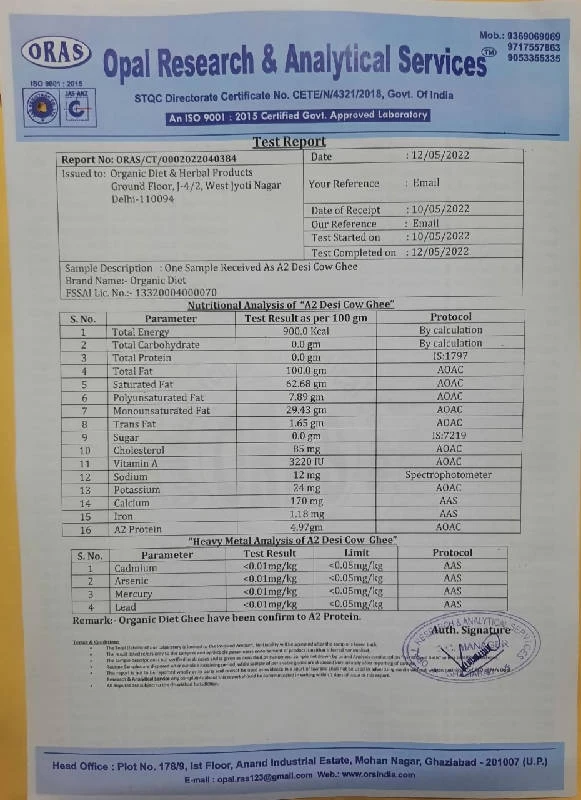 ORAS
Mob.: 9369069069
9717557863
9053355335
Opal Research & Analytical Services TM
ISO 9001 : 2015
JAS-ANZ
STQC Directorate Certificate No. CETE/N/4321/2018, Govt. Of India
An ISO 9001 : 2015 Certified Govt. Approved Laboratory
Test Report
Report No: ORAS/CT/0002022040384 Date : 12/05/2022
Issued to: Organic Diet & Herbal Products
Ground Floor, J-4/2, West Jyoti Nagar
Delhi-110094
Your Reference : Email
Date of Receipt : 10/05/2022
Our Reference : Email
Test Started on : 10/05/2022
Test Completed on : 12/05/2022
Sample Description : One Sample Received As A2 Desi Cow Ghee
Brand Name:- Organic Diet
FSSAI Lic. No.:- 13320004000070
Nutritional Analysis of "A2 Desi Cow Ghee"
S. No. Parameter Test Result as per 100 gm Protocol
1 Total Energy 900.0 Kcal By calculation
2 Total Carbohydrate 0.0 gm By calculation
3 Total Protein 0.0 gm IS:1797
4 Total Fat 100.0 gm AOAC
5 Saturated Fat 62.68 gm AOAC
6 Polyunsaturated Fat 7.89 gm AOAC
7 Monounsaturated Fat 29.43 gm AOAC
8 Trans Fat 1.65 gm AOAC
9 Sugar 0.0 gm IS:7219
10 Cholesterol 85 mg AOAC
11 Vitamin A 3220 IU AOAC
12 Sodium 12 mg Spectrophotometer
13 Potassium 24 mg AOAC
14 Calcium 170 mg AAS
15 Iron 1.18 mg AAS
16 A2 Protein 4.97gm AOAC
"Heavy Metal Analysis of A2 Desi Cow Ghee"
S. No. Parameter Test Result Limit Protocol
1 Cadmium <0.01mg/kg <0.05mg/kg AAS
2 Arsenic <0.01mg/kg <0.05mg/kg AAS
3 Mercury <0.01mg/kg <0.05mg/kg AAS
4 Lead <0.01mg/kg <0.05mg/kg AAS
Remark:- Organic Diet Ghee have been confirm to A2 Protein.
Auth. Signature
Terms & Conditions
Head Office : Plot No. 178/9, Ist Floor, Anand Industrial Estate, Mohan Nagar, Ghaziabad - 201007 (U.P.)
E-mail : opal.ras123@gmail.com Web.: www.orsindia.com